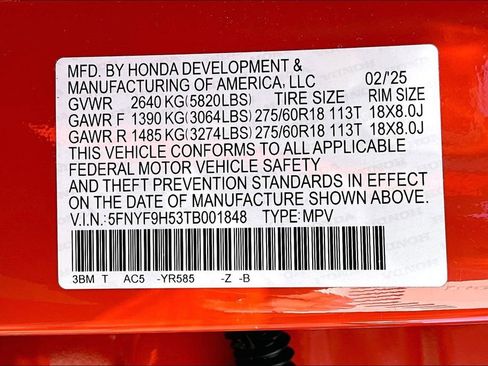 MFD. BY HONDA DEVELOPMENT &
MANUFACTURING OF AMERICA, LLC 02/25
GVWR 2640 KG(5820LBS) TIRE SIZE RIM SIZE
GAWR F 1390 KG(3064LBS) 275/60R18 113T 18X8.0J
GAWR R 1485 KG(3274LBS) 275/60R18 113T 18X8.0J
THIS VEHICLE CONFORMS TO ALL APPLICABLE
FEDERAL MOTOR VEHICLE SAFETY
AND THEFT PREVENTION STANDARDS IN EFFECT
ON THE DATE OF MANUFACTURE SHOWN ABOVE.
V.I.N.:5FNYF9H53TB001848 TYPE:MPV
3BM T AC5 -YR585 -Z -B